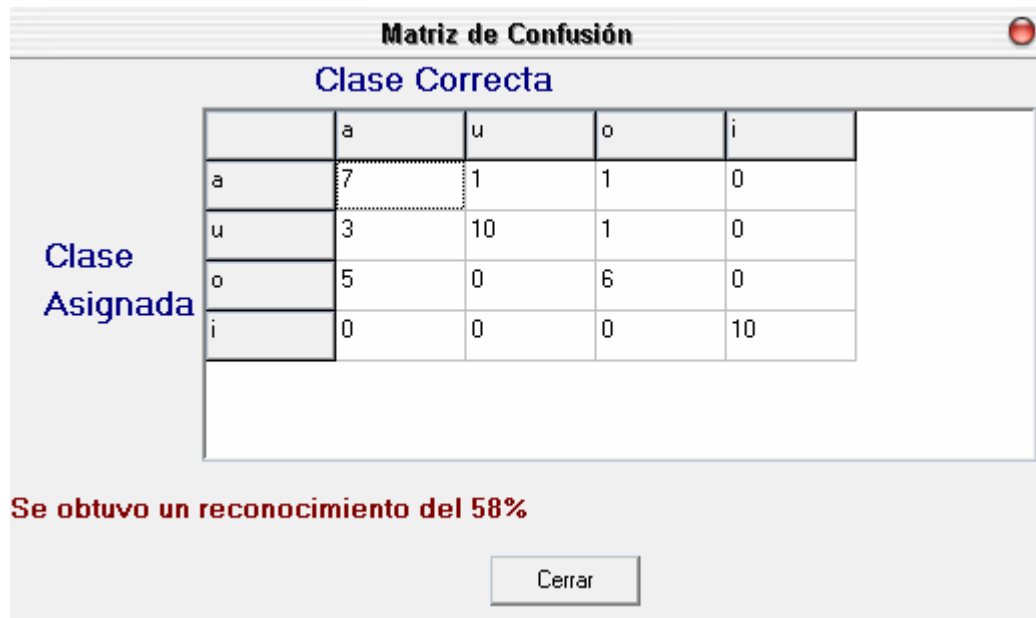 Matriz de Confusión
Clase Correcta
a u o i
a 7 1 1 0
u 3 10 1 0
Clase
Asignada
o 5 0 6 0
i 0 0 0 10
Se obtuvo un reconocimiento del 58%
Cerrar